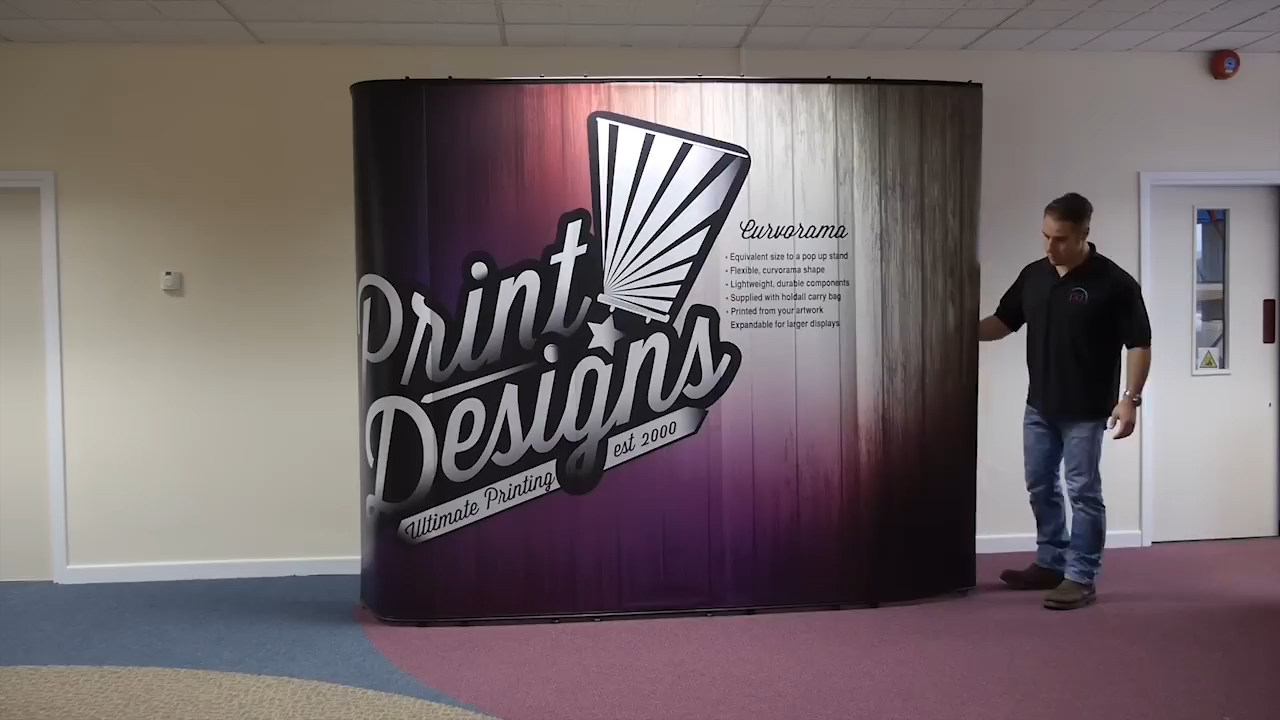 Print
Designs
Ultimate Printing est 2000
Curvorama
• Equivalent size to a pop up stand
• Flexible, curvorama shape
• Lightweight, durable components
• Supplied with holdall carry bag
• Printed from your artwork
Expandable for larger displays